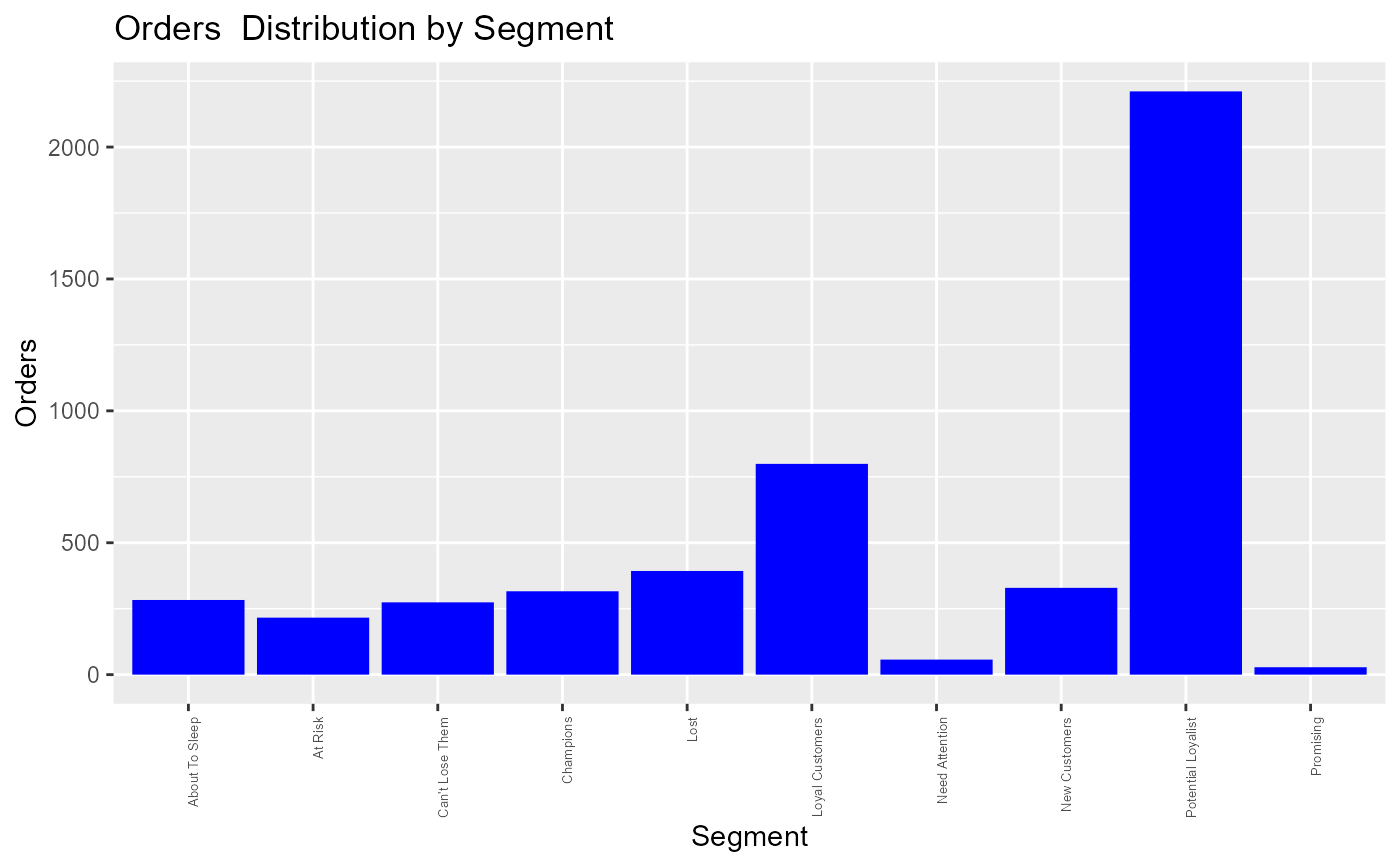 Orders  Distribution by Segment
Orders
2000
1500
1000
500
0
About To Sleep
At Risk
Can't Lose Them
Champions
Lost
Loyal Customers
Need Attention
New Customers
Potential Loyalist
Promising
Segment